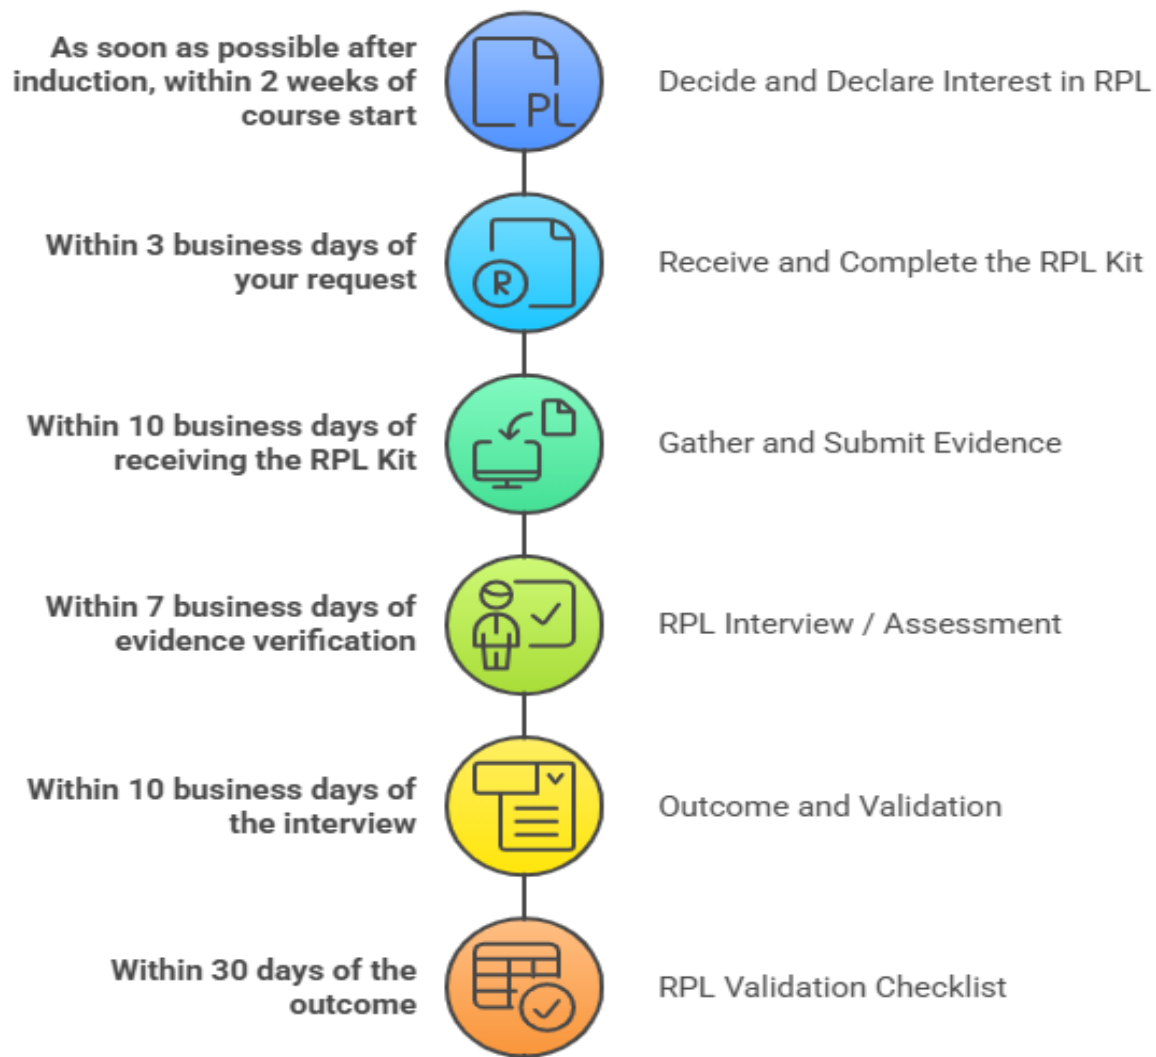 As soon as possible after
induction, within 2 weeks of
course start
PL
Decide and Declare Interest in RPL
Within 3 business days of
your request
R
Receive and Complete the RPL Kit
Within 10 business days of
receiving the RPL Kit
Gather and Submit Evidence
Within 7 business days of
evidence verification
RPL Interview / Assessment
Within 10 business days of
the interview
Outcome and Validation
Within 30 days of the
outcome
RPL Validation Checklist